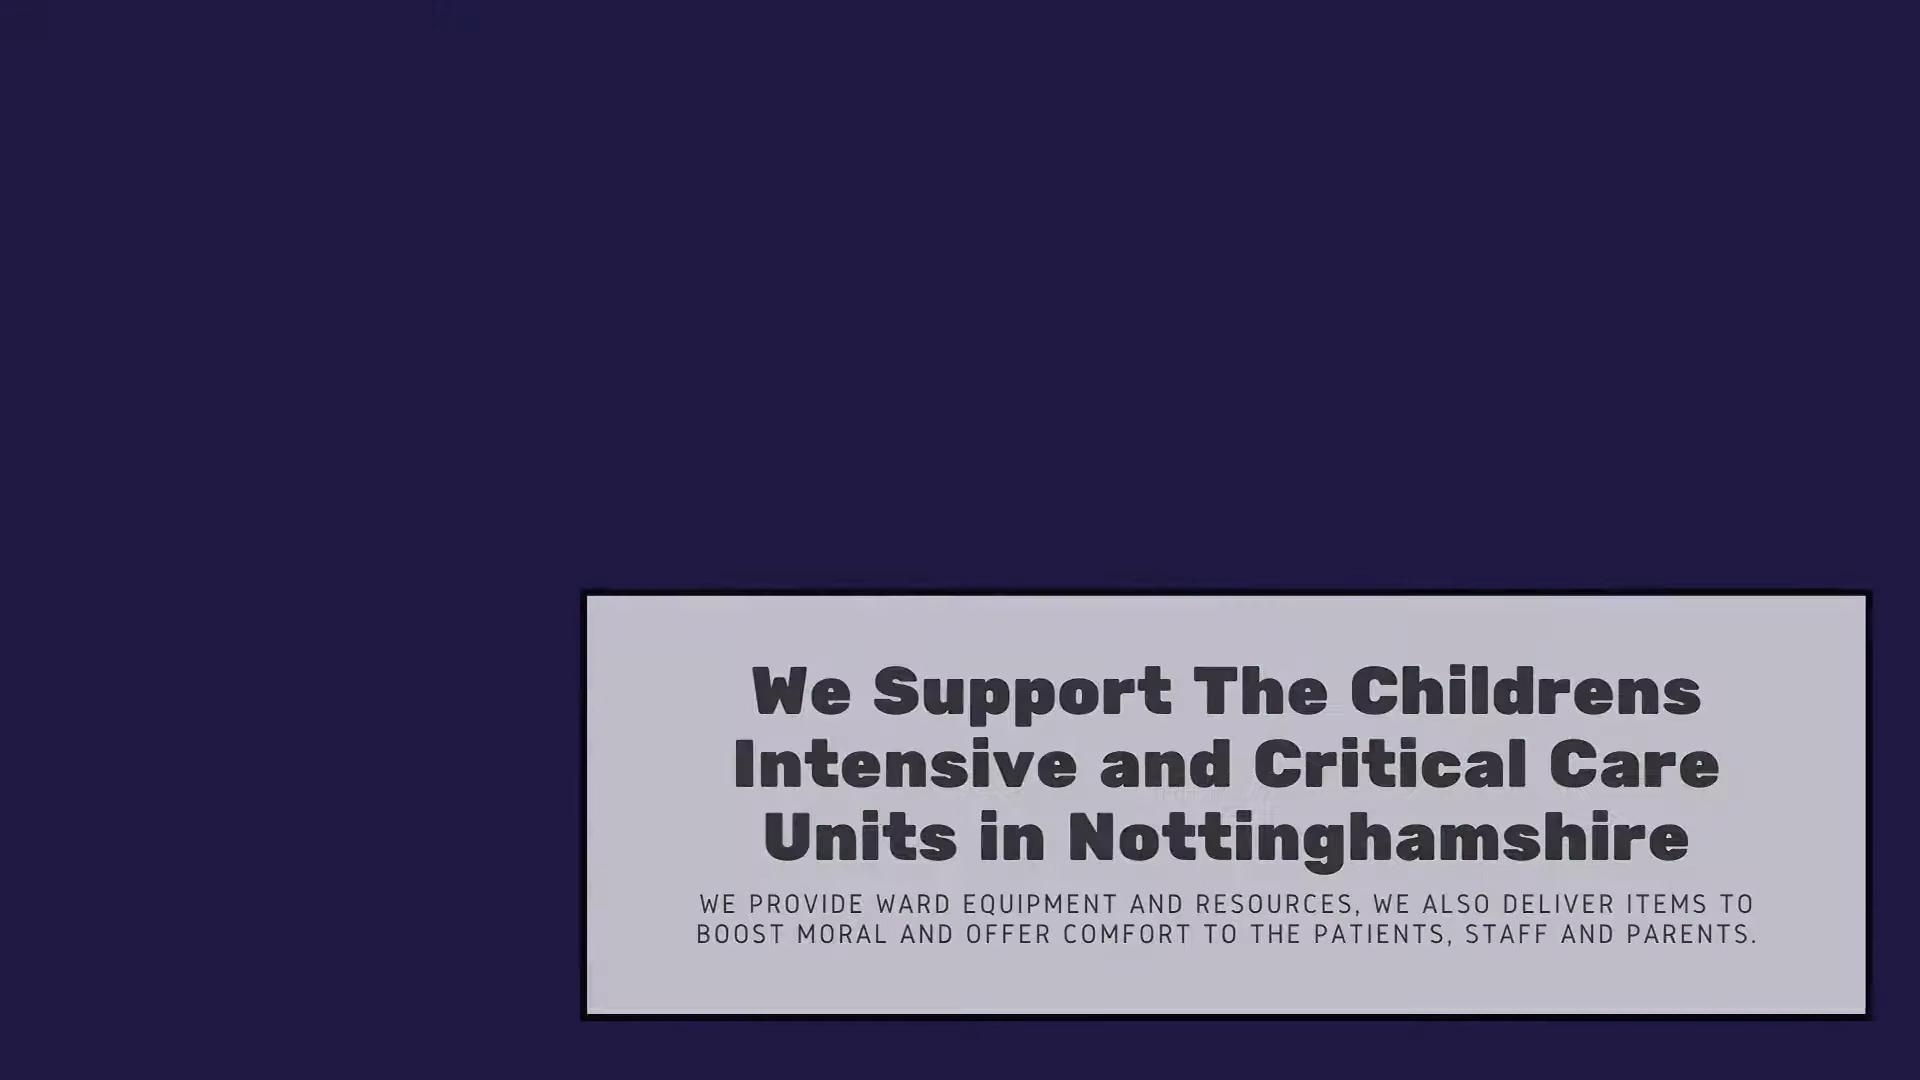 We Support The Childrens
Intensive and Critical Care
Units in Nottinghamshire
WE PROVIDE WARD EQUIPMENT AND RESOURCES, WE ALSO DELIVER ITEMS TO
BOOST MORAL AND OFFER COMFORT TO THE PATIENTS, STAFF AND PARENTS.